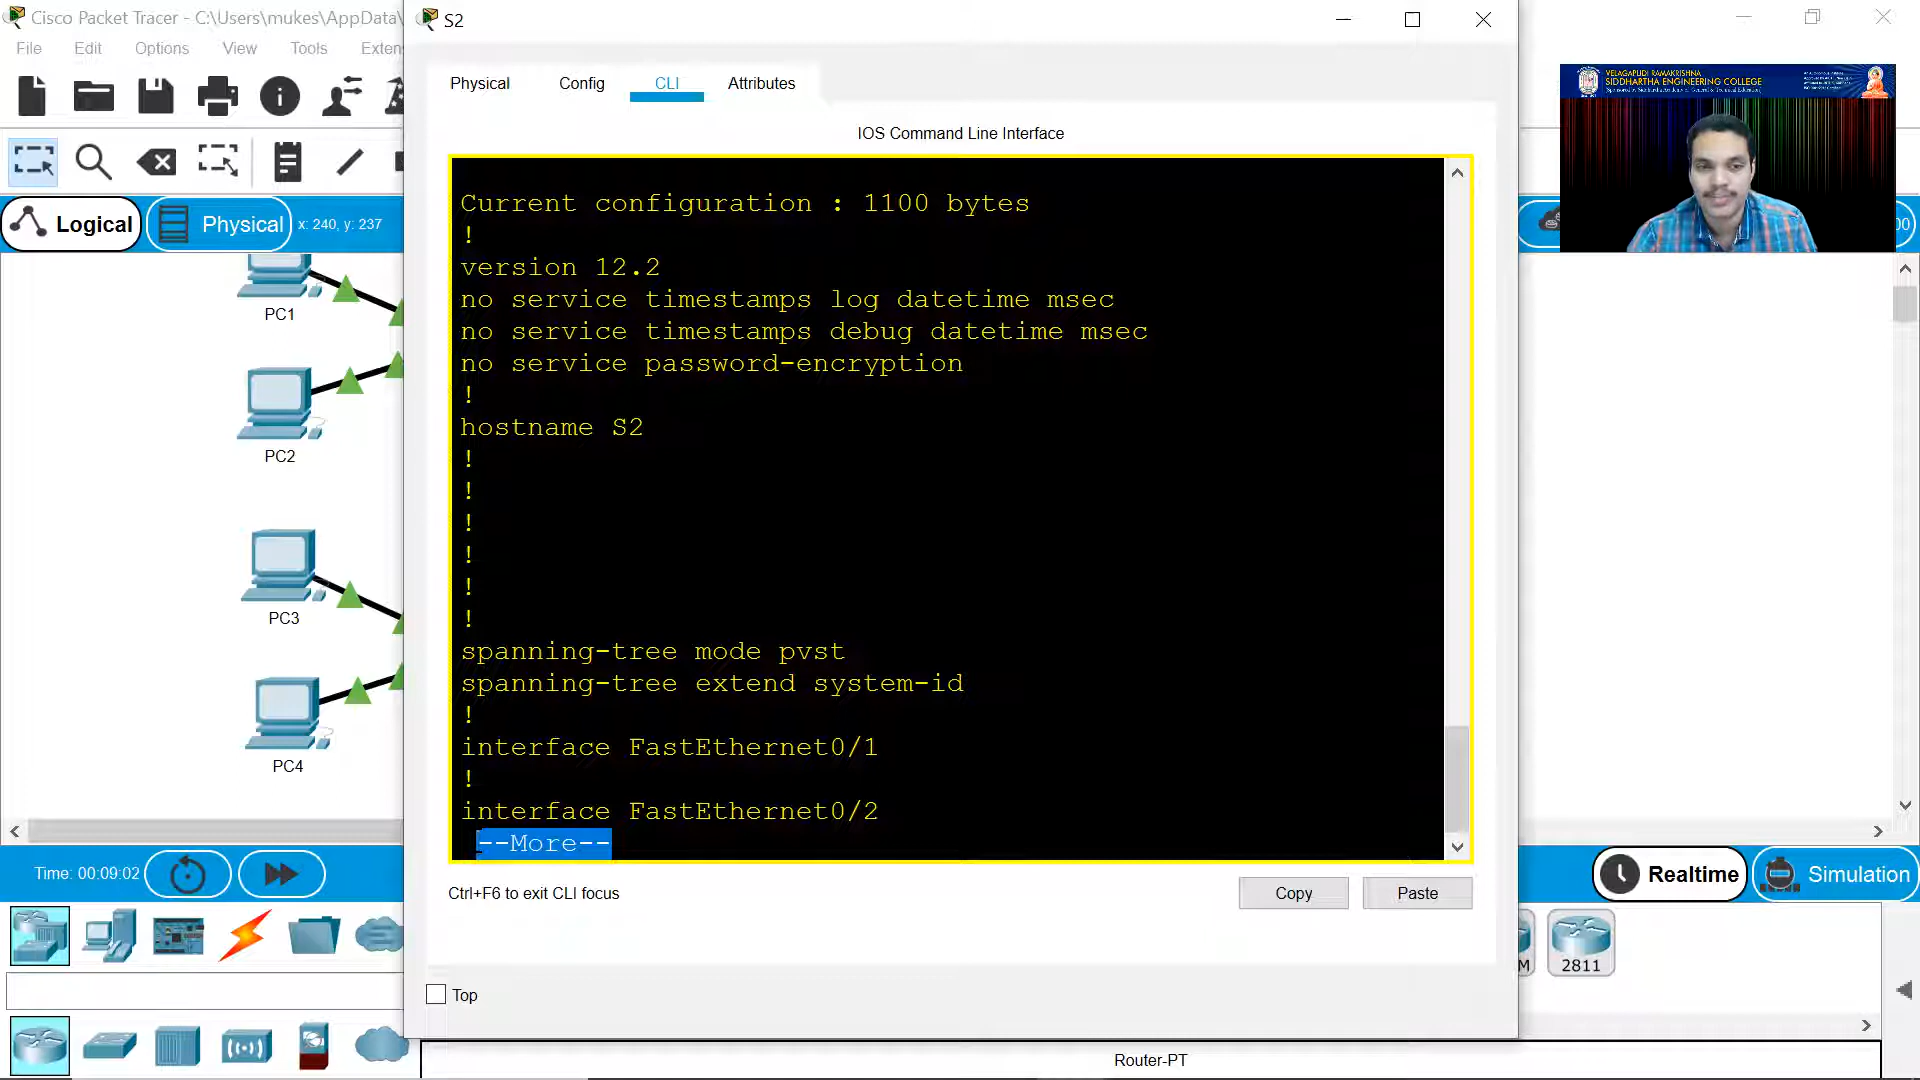 Cisco Packet Tracer - C:\Users\mukes\AppData\
S2
File Edit Options View Tools Exten
Physical Config CLI Attributes
VELAGAPUDI RAMAKRISHNA
SIDDHARTHA ENGINEERING COLLEGE
IOS Command Line Interface
Logical Physical x: 240, y: 237
Current configuration : 1100 bytes
!
version 12.2
no service timestamps log datetime msec
no service timestamps debug datetime msec
no service password-encryption
!
hostname S2
!
!
!
!
!
!
spanning-tree mode pvst
spanning-tree extend system-id
!
interface FastEthernet0/1
!
interface FastEthernet0/2
--More--
PC1
PC2
PC3
PC4
Time: 00:09:02
Ctrl+F6 to exit CLI focus
Copy Paste
Realtime Simulation
M
2811
Top
Router-PT